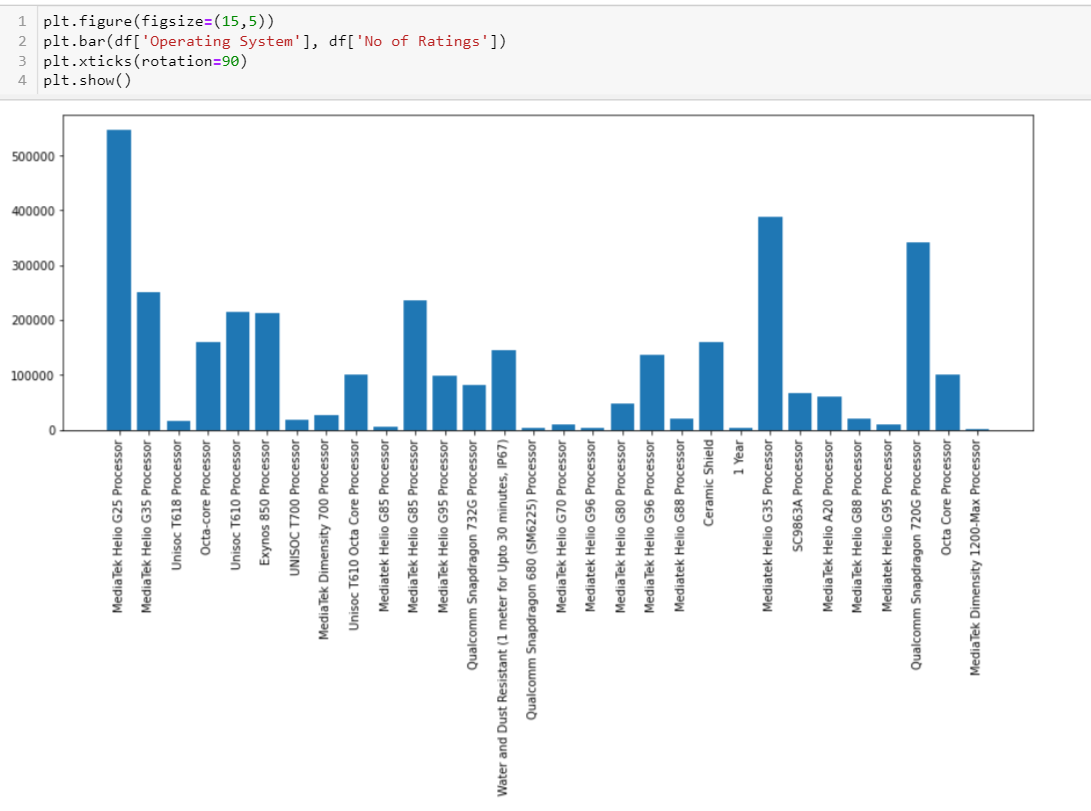 1 plt.figure(figsize=(15,5))
2 plt.bar(df['Operating System'], df['No of Ratings'])
3 plt.xticks(rotation=90)
4 plt.show()
500000
400000
300000
200000
100000
0
MediaTek Helio G25 Processor
MediaTek Helio G35 Processor
Unisoc T618 Processor
Octa-core Processor
Unisoc T610 Processor
Exynos 850 Processor
UNISOC T700 Processor
MediaTek Dimensity 700 Processor
Unisoc T610 Octa Core Processor
Mediatek Helio G85 Processor
MediaTek Helio G85 Processor
MediaTek Helio G95 Processor
Qualcomm Snapdragon 732G Processor
Water and Dust Resistant (1 meter for Upto 30 minutes, IP67)
Qualcomm Snapdragon 680 (SM6225) Processor
MediaTek Helio G70 Processor
Mediatek Helio G96 Processor
MediaTek Helio G80 Processor
MediaTek Helio G96 Processor
Mediatek Helio G88 Processor
Ceramic Shield
1 Year
Mediatek Helio G35 Processor
SC9863A Processor
MediaTek Helio A20 Processor
MediaTek Helio G88 Processor
Mediatek Helio G95 Processor
Qualcomm Snapdragon 720G Processor
Octa Core Processor
MediaTek Dimensity 1200-Max Processor